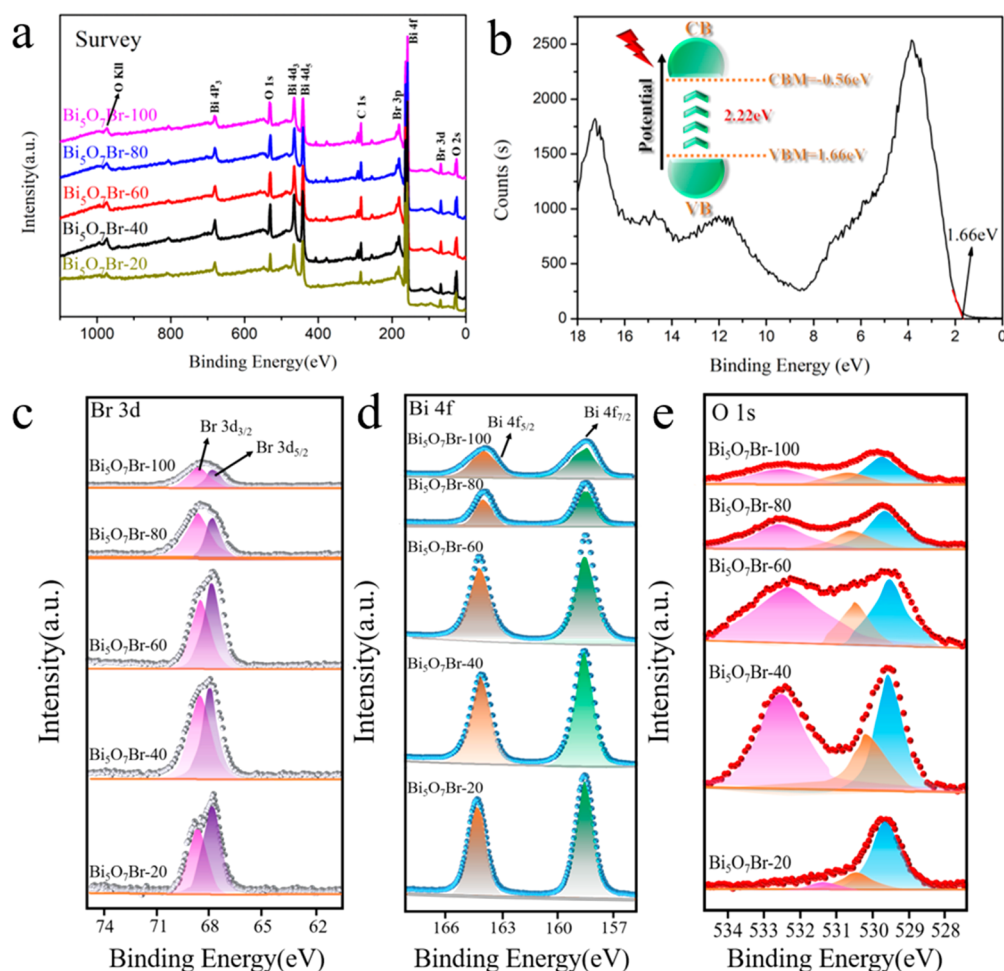 a
Survey
O Kll
Bi 4P₃
O 1s
Bi 4d₃
Bi 4d₅
C 1s
Br 3p
Bi 4f
Br 3d
O 2s
Bi₅O₇Br-100
Bi₅O₇Br-80
Bi₅O₇Br-60
Bi₅O₇Br-40
Bi₅O₇Br-20
Intensity(a.u.)
1000 800 600 400 200 0
Binding Energy(eV)
b
CB
CBM=-0.56eV
Potential
2.22eV
VBM=1.66eV
VB
1.66eV
Counts (s)
2500
2000
1500
1000
500
0
18 16 14 12 10 8 6 4 2 0
Binding Energy (eV)
c
Br 3d
Br 3d₃/₂
Br 3d₅/₂
Bi₅O₇Br-100
Bi₅O₇Br-80
Bi₅O₇Br-60
Bi₅O₇Br-40
Bi₅O₇Br-20
Intensity(a.u.)
74 71 68 65 62
Binding Energy(eV)
d
Bi 4f
Bi 4f₅/₂
Bi 4f₇/₂
Bi₅O₇Br-100
Bi₅O₇Br-80
Bi₅O₇Br-60
Bi₅O₇Br-40
Bi₅O₇Br-20
Intensity(a.u.)
166 163 160 157
Binding Energy(eV)
e
O 1s
Bi₅O₇Br-100
Bi₅O₇Br-80
Bi₅O₇Br-60
Bi₅O₇Br-40
Bi₅O₇Br-20
Intensity(a.u.)
534 533 532 531 530 529 528
Binding Energy(eV)